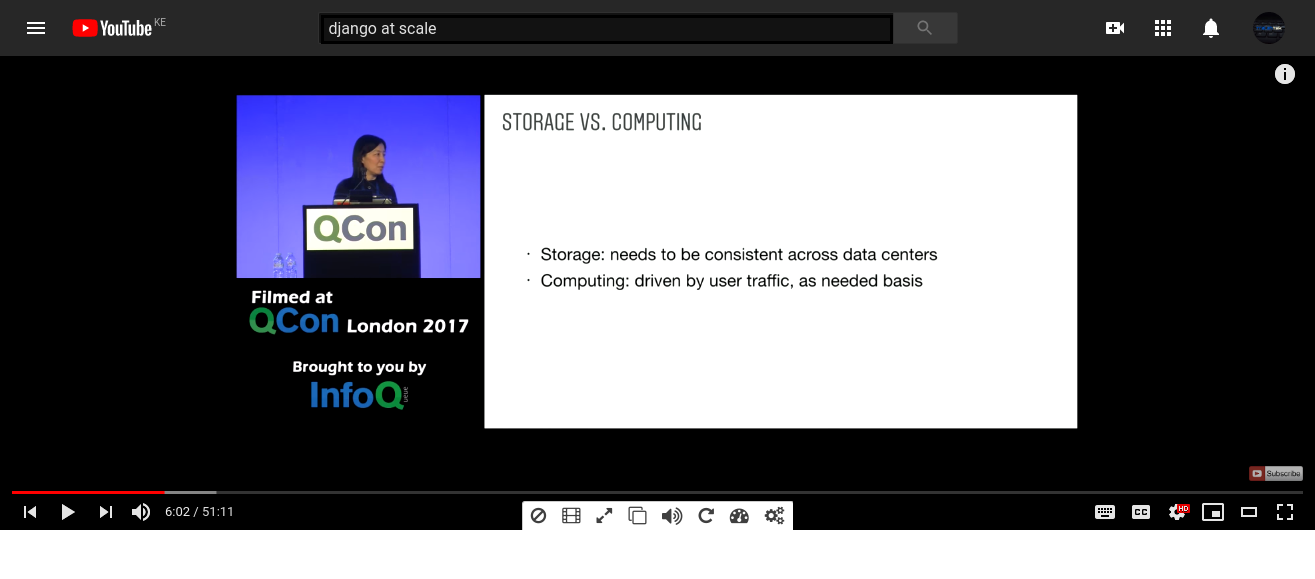 YouTube KE
django at scale
STORAGE VS. COMPUTING
QCon
· Storage: needs to be consistent across data centers
· Computing: driven by user traffic, as needed basis
Filmed at
QCon London 2017
Brought to you by
InfoQ
Subscribe
6:02 / 51:11
CC
HD